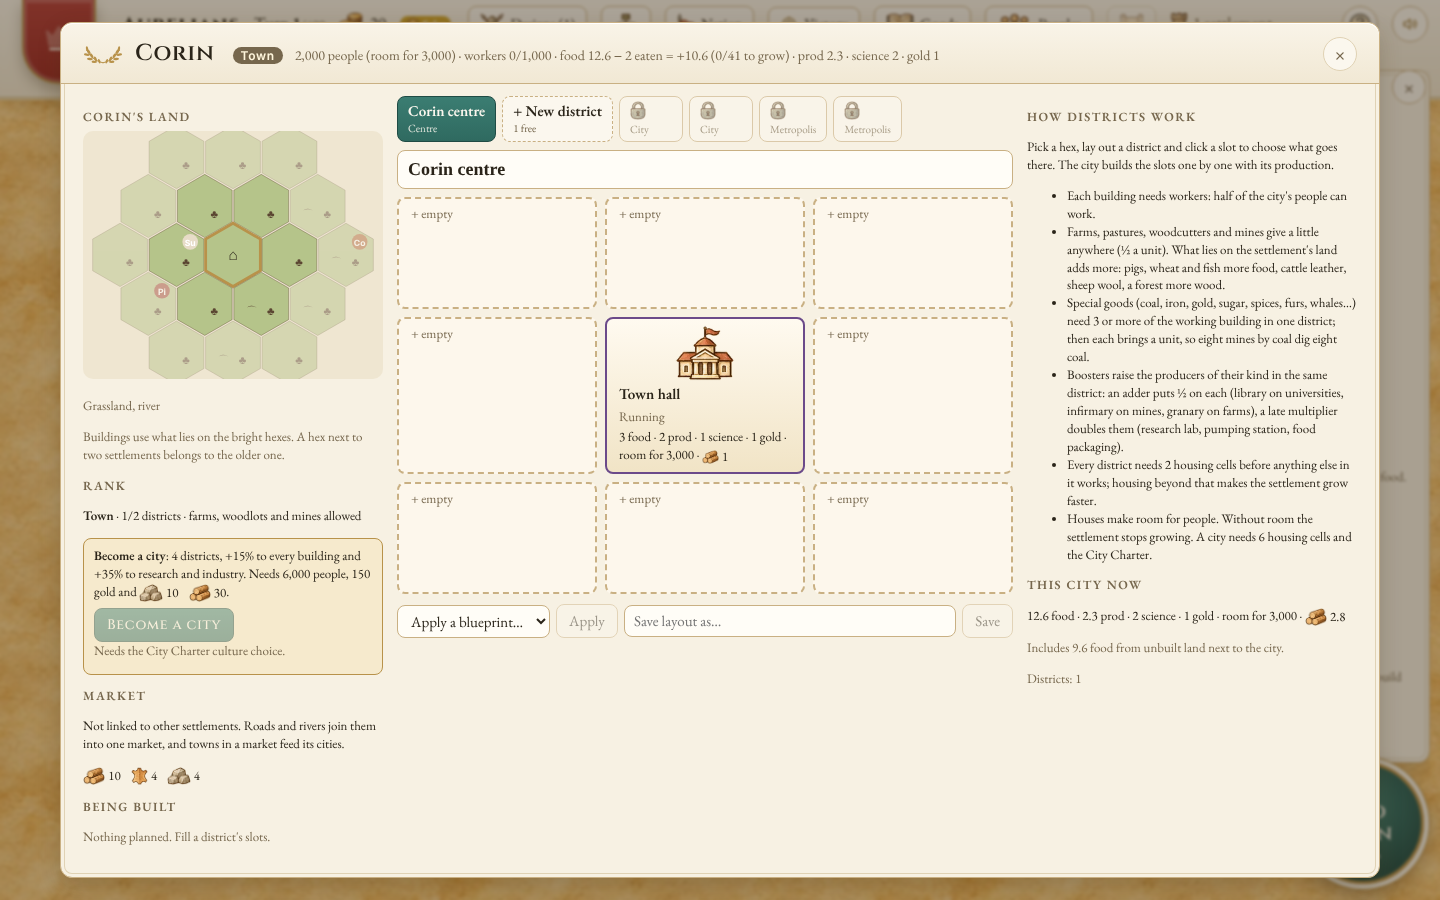 CORIN
Town
2,000 people (room for 3,000) · workers 0/1,000 · food 12.6 − 2 eaten = +10.6 (0/41 to grow) · prod 2.3 · science 2 · gold 1
×
CORIN'S LAND
Su
Co
Pi
Grassland, river
Buildings use what lies on the bright hexes. A hex next to
two settlements belongs to the older one.
RANK
Town · 1/2 districts · farms, woodlots and mines allowed
Become a city: 4 districts, +15% to every building and
+35% to research and industry. Needs 6,000 people, 150
gold and 10 30.
BECOME A CITY
Needs the City Charter culture choice.
MARKET
Not linked to other settlements. Roads and rivers join them
into one market, and towns in a market feed its cities.
10 4 4
BEING BUILT
Nothing planned. Fill a district's slots.
Corin centre
Centre
+ New district
1 free
City
City
Metropolis
Metropolis
Corin centre
+ empty
+ empty
+ empty
+ empty
Town hall
Running
3 food · 2 prod · 1 science · 1 gold ·
room for 3,000 · 1
+ empty
+ empty
+ empty
+ empty
Apply a blueprint...
Apply
Save layout as...
Save
HOW DISTRICTS WORK
Pick a hex, lay out a district and click a slot to choose what goes
there. The city builds the slots one by one with its production.
• Each building needs workers: half of the city's people can
work.
• Farms, pastures, woodcutters and mines give a little
anywhere (½ a unit). What lies on the settlement's land
adds more: pigs, wheat and fish more food, cattle leather,
sheep wool, a forest more wood.
• Special goods (coal, iron, gold, sugar, spices, furs, whales...)
need 3 or more of the working building in one district;
then each brings a unit, so eight mines by coal dig eight
coal.
• Boosters raise the producers of their kind in the same
district: an adder puts ½ on each (library on universities,
infirmary on mines, granary on farms), a late multiplier
doubles them (research lab, pumping station, food
packaging).
• Every district needs 2 housing cells before anything else in
it works; housing beyond that makes the settlement grow
faster.
• Houses make room for people. Without room the
settlement stops growing. A city needs 6 housing cells and
the City Charter.
THIS CITY NOW
12.6 food · 2.3 prod · 2 science · 1 gold · room for 3,000 · 2.8
Includes 9.6 food from unbuilt land next to the city.
Districts: 1